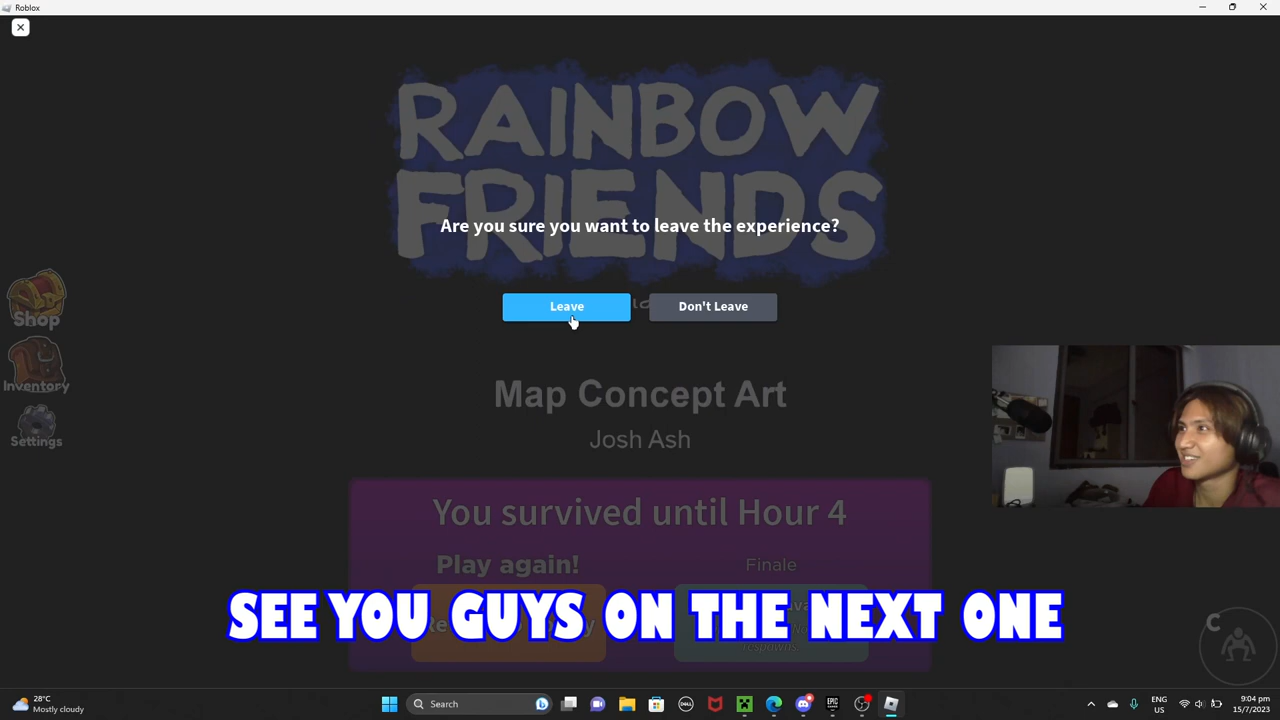 Roblox
RAINBOW
FRIENDS
Are you sure you want to leave the experience?
Leave
Don't Leave
Shop
Inventory
Settings
Map Concept Art
Josh Ash
You survived until Hour 4
Play again!
Finale
respawns
SEE YOU GUYS ON THE NEXT ONE
C
28°C
Mostly cloudy
Search
ENG
US
9:04 pm
15/7/2023